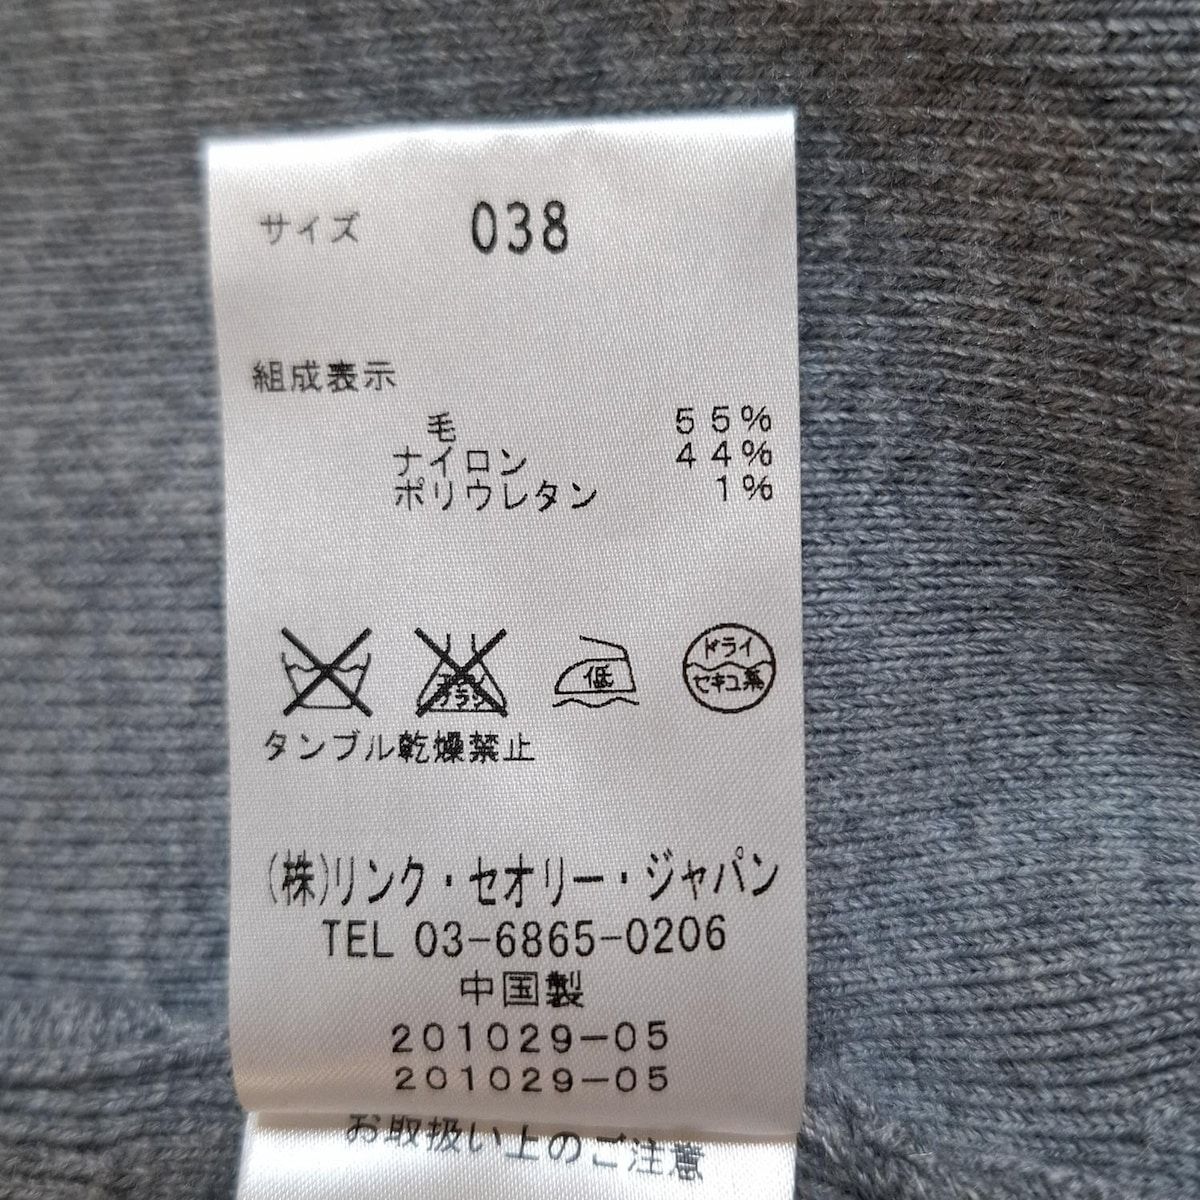 サイズ 038
組成表示
毛 55%
ナイロン 44%
ポリウレタン 1%
低 ドライ
セキユ系
タンブル乾燥禁止
(株)リンク・セオリー・ジャパン
TEL 03-6865-0206
中国製
201029-05
201029-05
お取扱い上のご注意